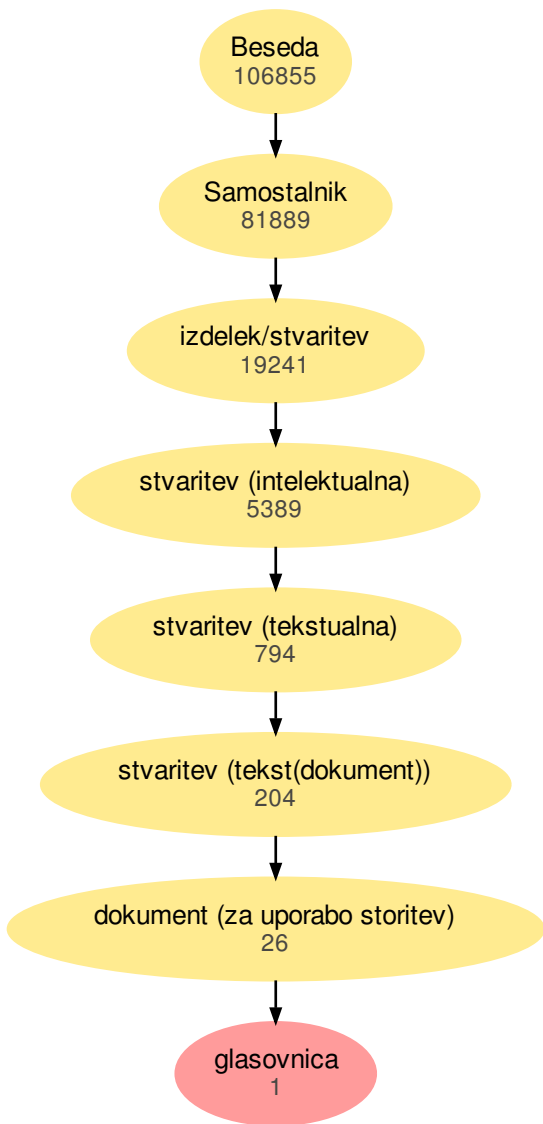 Beseda
106855
Samostalnik
81889
izdelek/stvaritev
19241
stvaritev (intelektualna)
5389
stvaritev (tekstualna)
794
stvaritev (tekst(dokument))
204
dokument (za uporabo storitev)
26
glasovnica
1